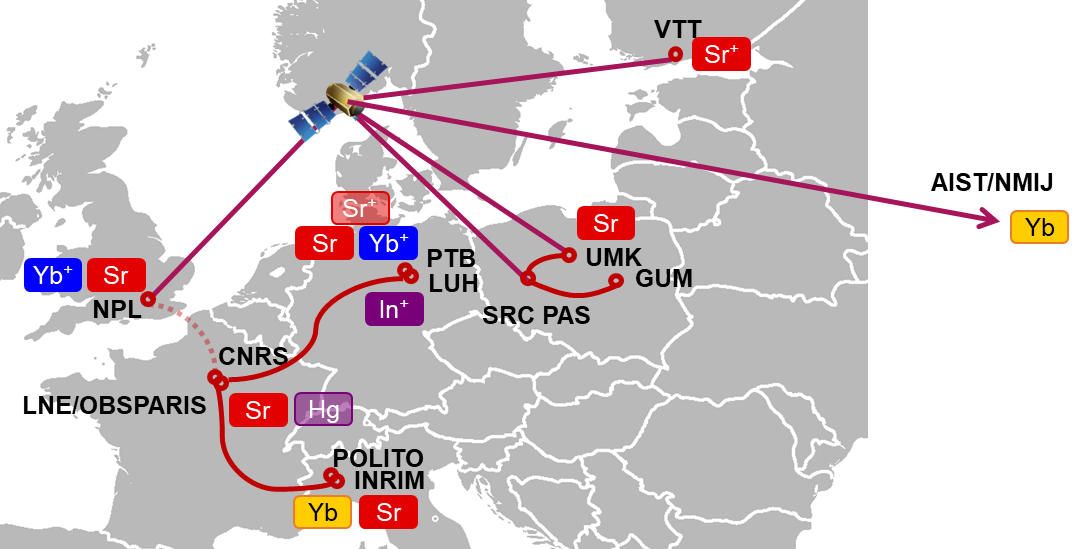 VTT
Sr⁺
AIST/NMIJ
Yb
Sr⁺
Sr
Yb⁺
Sr
PTB
LUH
UMK
GUM
Yb⁺
Sr
NPL
In⁺
SRC PAS
CNRS
LNE/OBSPARIS
Sr
Hg
POLITO
INRIM
Yb
Sr